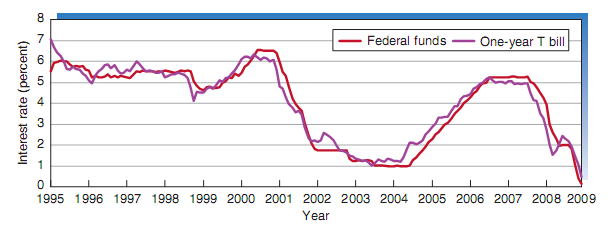 8
7
6
5
4
3
2
1
0
Interest rate (percent)
Federal funds
One-year T bill
1995 1996 1997 1998 1999 2000 2001 2002 2003 2004 2005 2006 2007 2008 2009
Year